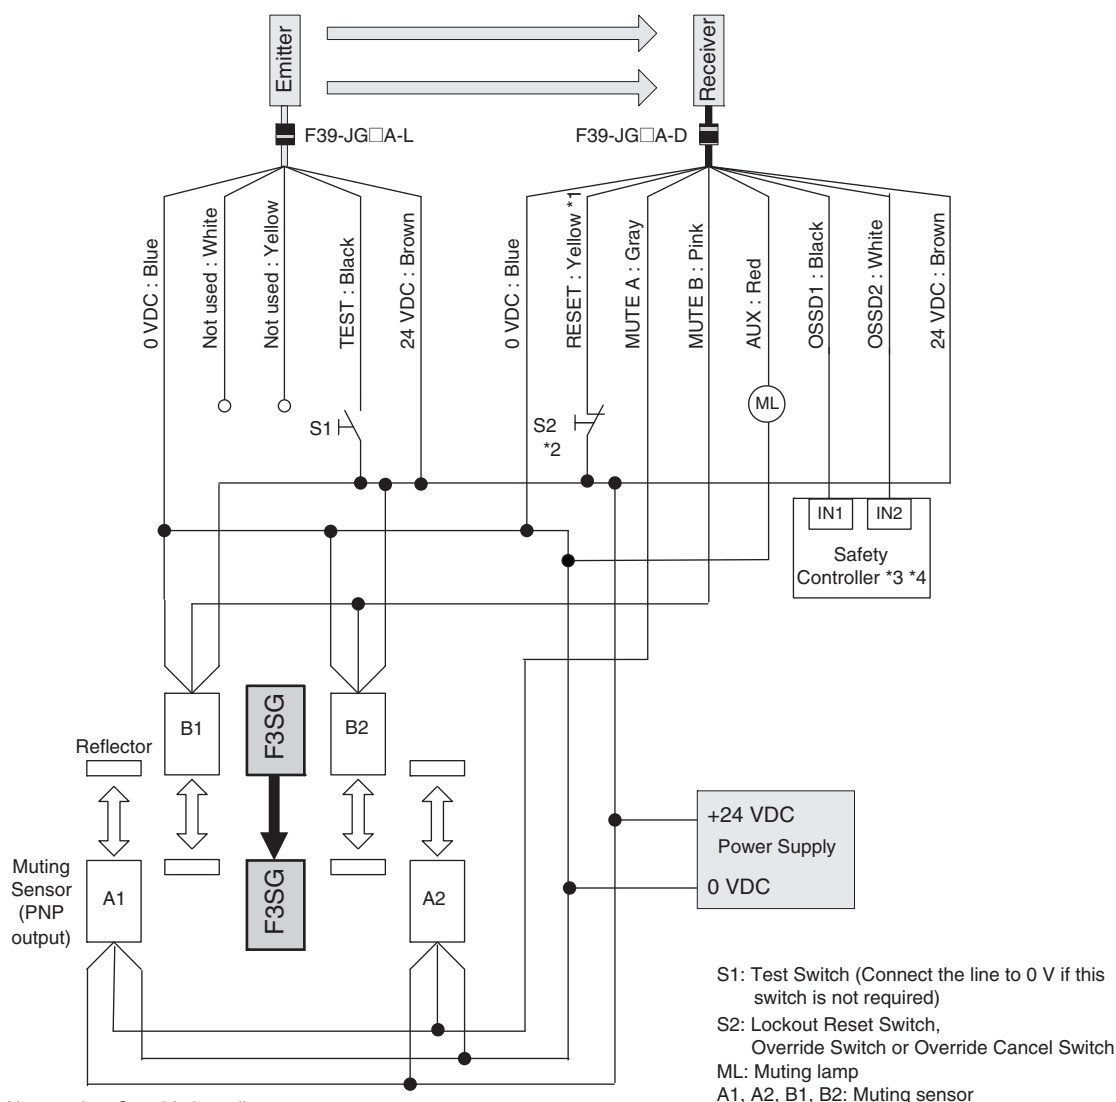 Emitter
Receiver
F39-JG□A-L
F39-JG□A-D
0 VDC : Blue
Not used : White
Not used : Yellow
TEST : Black
24 VDC : Brown
0 VDC : Blue
RESET : Yellow *1
MUTE A : Gray
MUTE B : Pink
AUX : Red
OSSD1 : Black
OSSD2 : White
24 VDC : Brown
S1
S2
*2
ML
IN1
IN2
Safety
Controller *3 *4
B1
F3SG
B2
Reflector
Muting
Sensor
(PNP
output)
A1
F3SG
A2
+24 VDC
Power Supply
0 VDC
S1: Test Switch (Connect the line to 0 V if this
switch is not required)
S2: Lockout Reset Switch,
Override Switch or Override Cancel Switch
ML: Muting lamp
A1, A2, B1, B2: Muting sensor